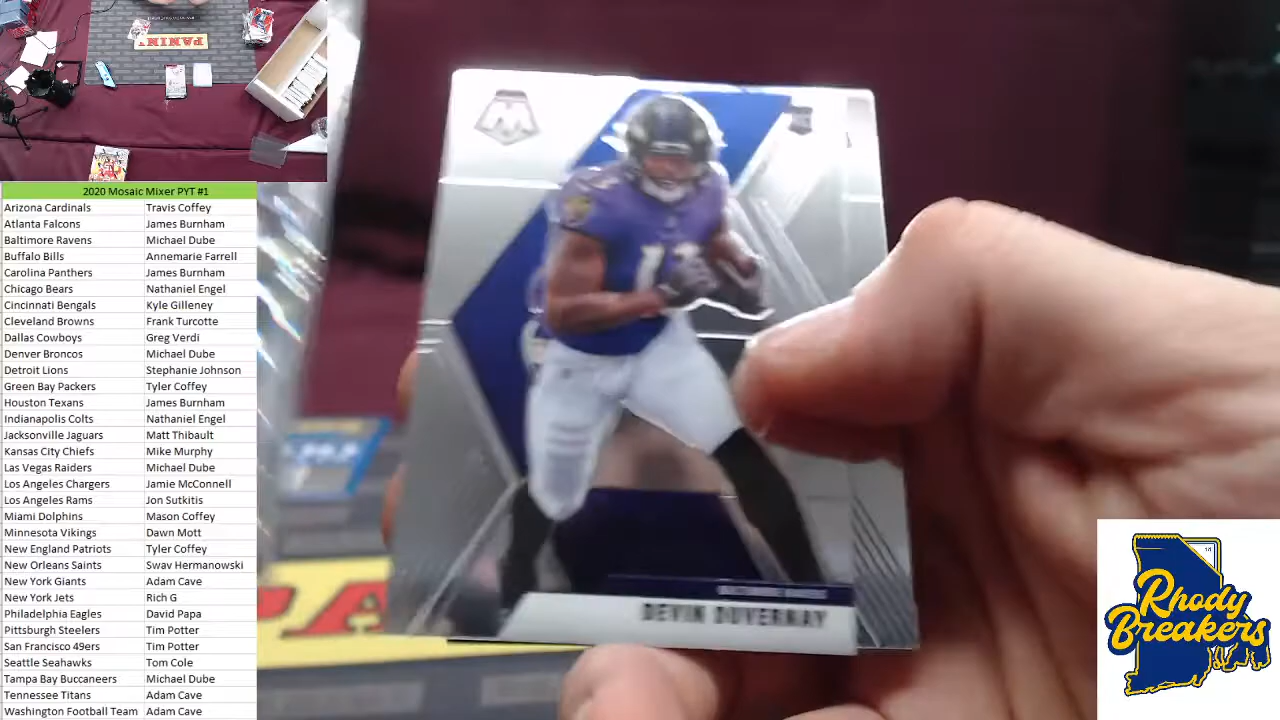 PANINI
2020 Mosaic Mixer PYT #1
Arizona Cardinals Travis Coffey
Atlanta Falcons James Burnham
Baltimore Ravens Michael Dube
Buffalo Bills Annemarie Farrell
Carolina Panthers James Burnham
Chicago Bears Nathaniel Engel
Cincinnati Bengals Kyle Gilleney
Cleveland Browns Frank Turcotte
Dallas Cowboys Greg Verdi
Denver Broncos Michael Dube
Detroit Lions Stephanie Johnson
Green Bay Packers Tyler Coffey
Houston Texans James Burnham
Indianapolis Colts Nathaniel Engel
Jacksonville Jaguars Matt Thibault
Kansas City Chiefs Mike Murphy
Las Vegas Raiders Michael Dube
Los Angeles Chargers Jamie McConnell
Los Angeles Rams Jon Sutkitis
Miami Dolphins Mason Coffey
Minnesota Vikings Dawn Mott
New England Patriots Tyler Coffey
New Orleans Saints Swav Hermanowski
New York Giants Adam Cave
New York Jets Rich G
Philadelphia Eagles David Papa
Pittsburgh Steelers Tim Potter
San Francisco 49ers Tim Potter
Seattle Seahawks Tom Cole
Tampa Bay Buccaneers Michael Dube
Tennessee Titans Adam Cave
Washington Football Team Adam Cave
M
DEVIN DUVERNAY
Rhody
Breakers